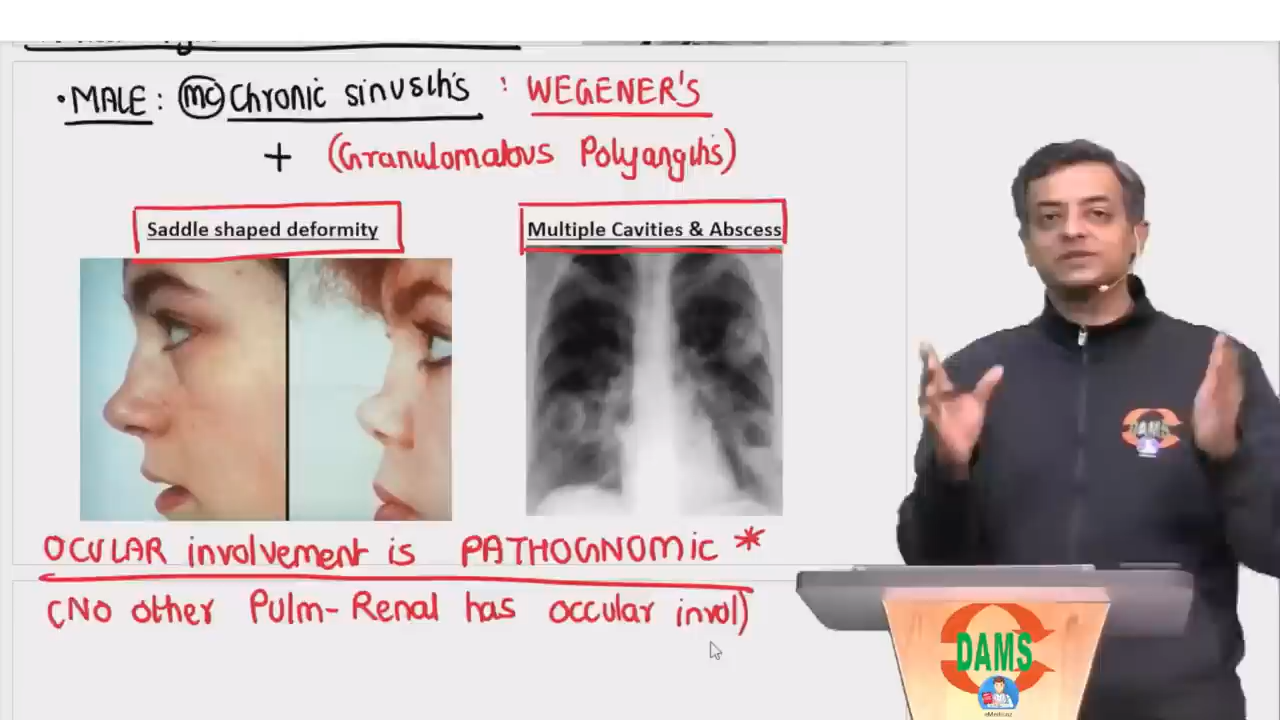 • MALE : (mc) Chronic sinusitis : WEGENER'S
+ (Granulomatous Polyangitis)
Saddle shaped deformity
Multiple Cavities & Abscess
OCULAR involvement is PATHOGNOMIC *
(No other Pulm-Renal has occular invol)
DAMS
DAMS
eMedicoz